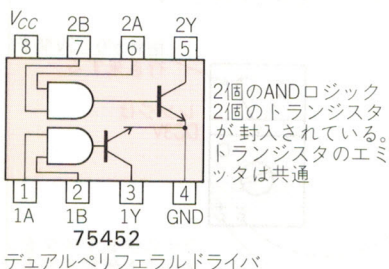 VCC 2B 2A 2Y
8 7 6 5
2個のANDロジック
2個のトランジスタ
が封入されている。
トランジスタのエミ
ッタは共通
1 2 3 4
1A 1B 1Y GND
75452
デュアルペリフェラルドライバ